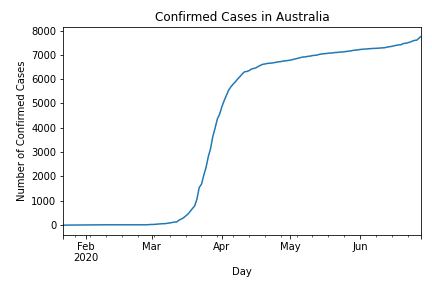 Confirmed Cases in Australia
8000
7000
6000
5000
4000
3000
2000
1000
0
Number of Confirmed Cases
Feb
2020
Mar
Apr
May
Jun
Day